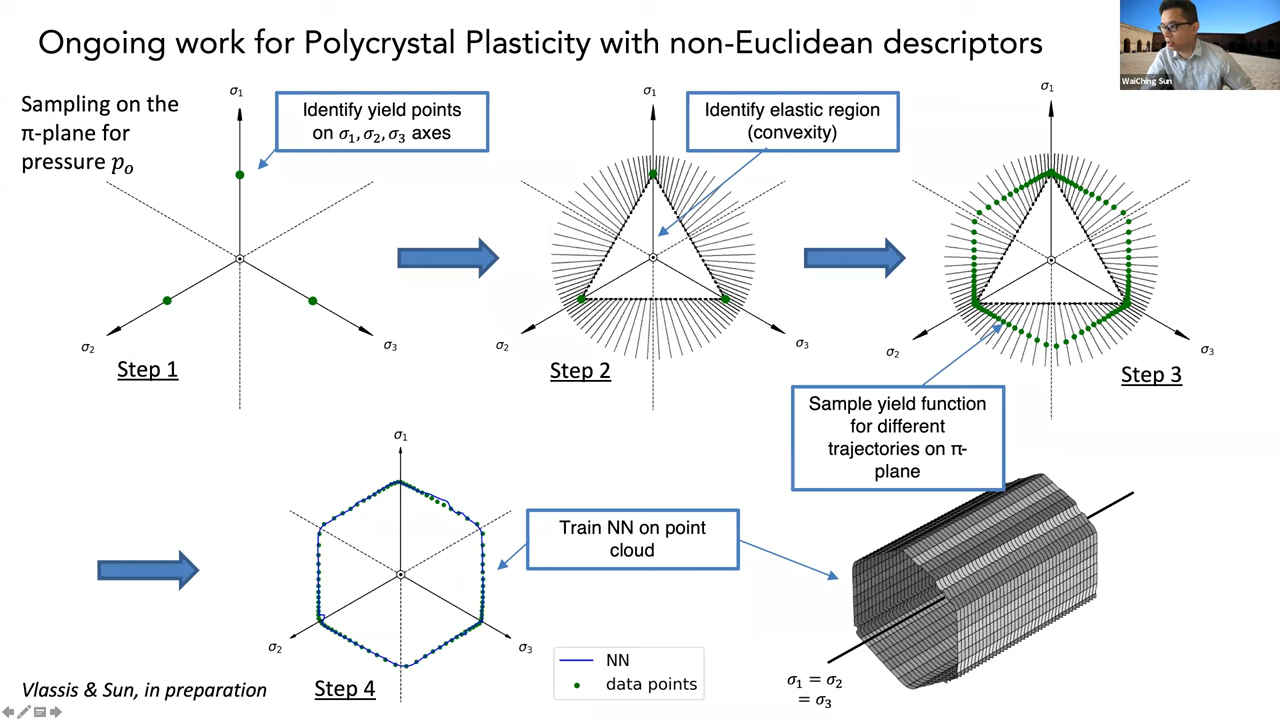 Ongoing work for Polycrystal Plasticity with non-Euclidean descriptors
WaiChing Sun
Sampling on the
π-plane for
pressure pₒ
σ₁
Identify yield points
on σ₁, σ₂, σ₃ axes
σ₂
σ₃
Step 1
σ₁
Identify elastic region
(convexity)
σ₂
σ₃
Step 2
σ₁
σ₂
σ₃
Step 3
Sample yield function
for different
trajectories on π-
plane
σ₁
σ₂
σ₃
Step 4
Train NN on point
cloud
NN
data points
σ₁ = σ₂
= σ₃
Vlassis & Sun, in preparation